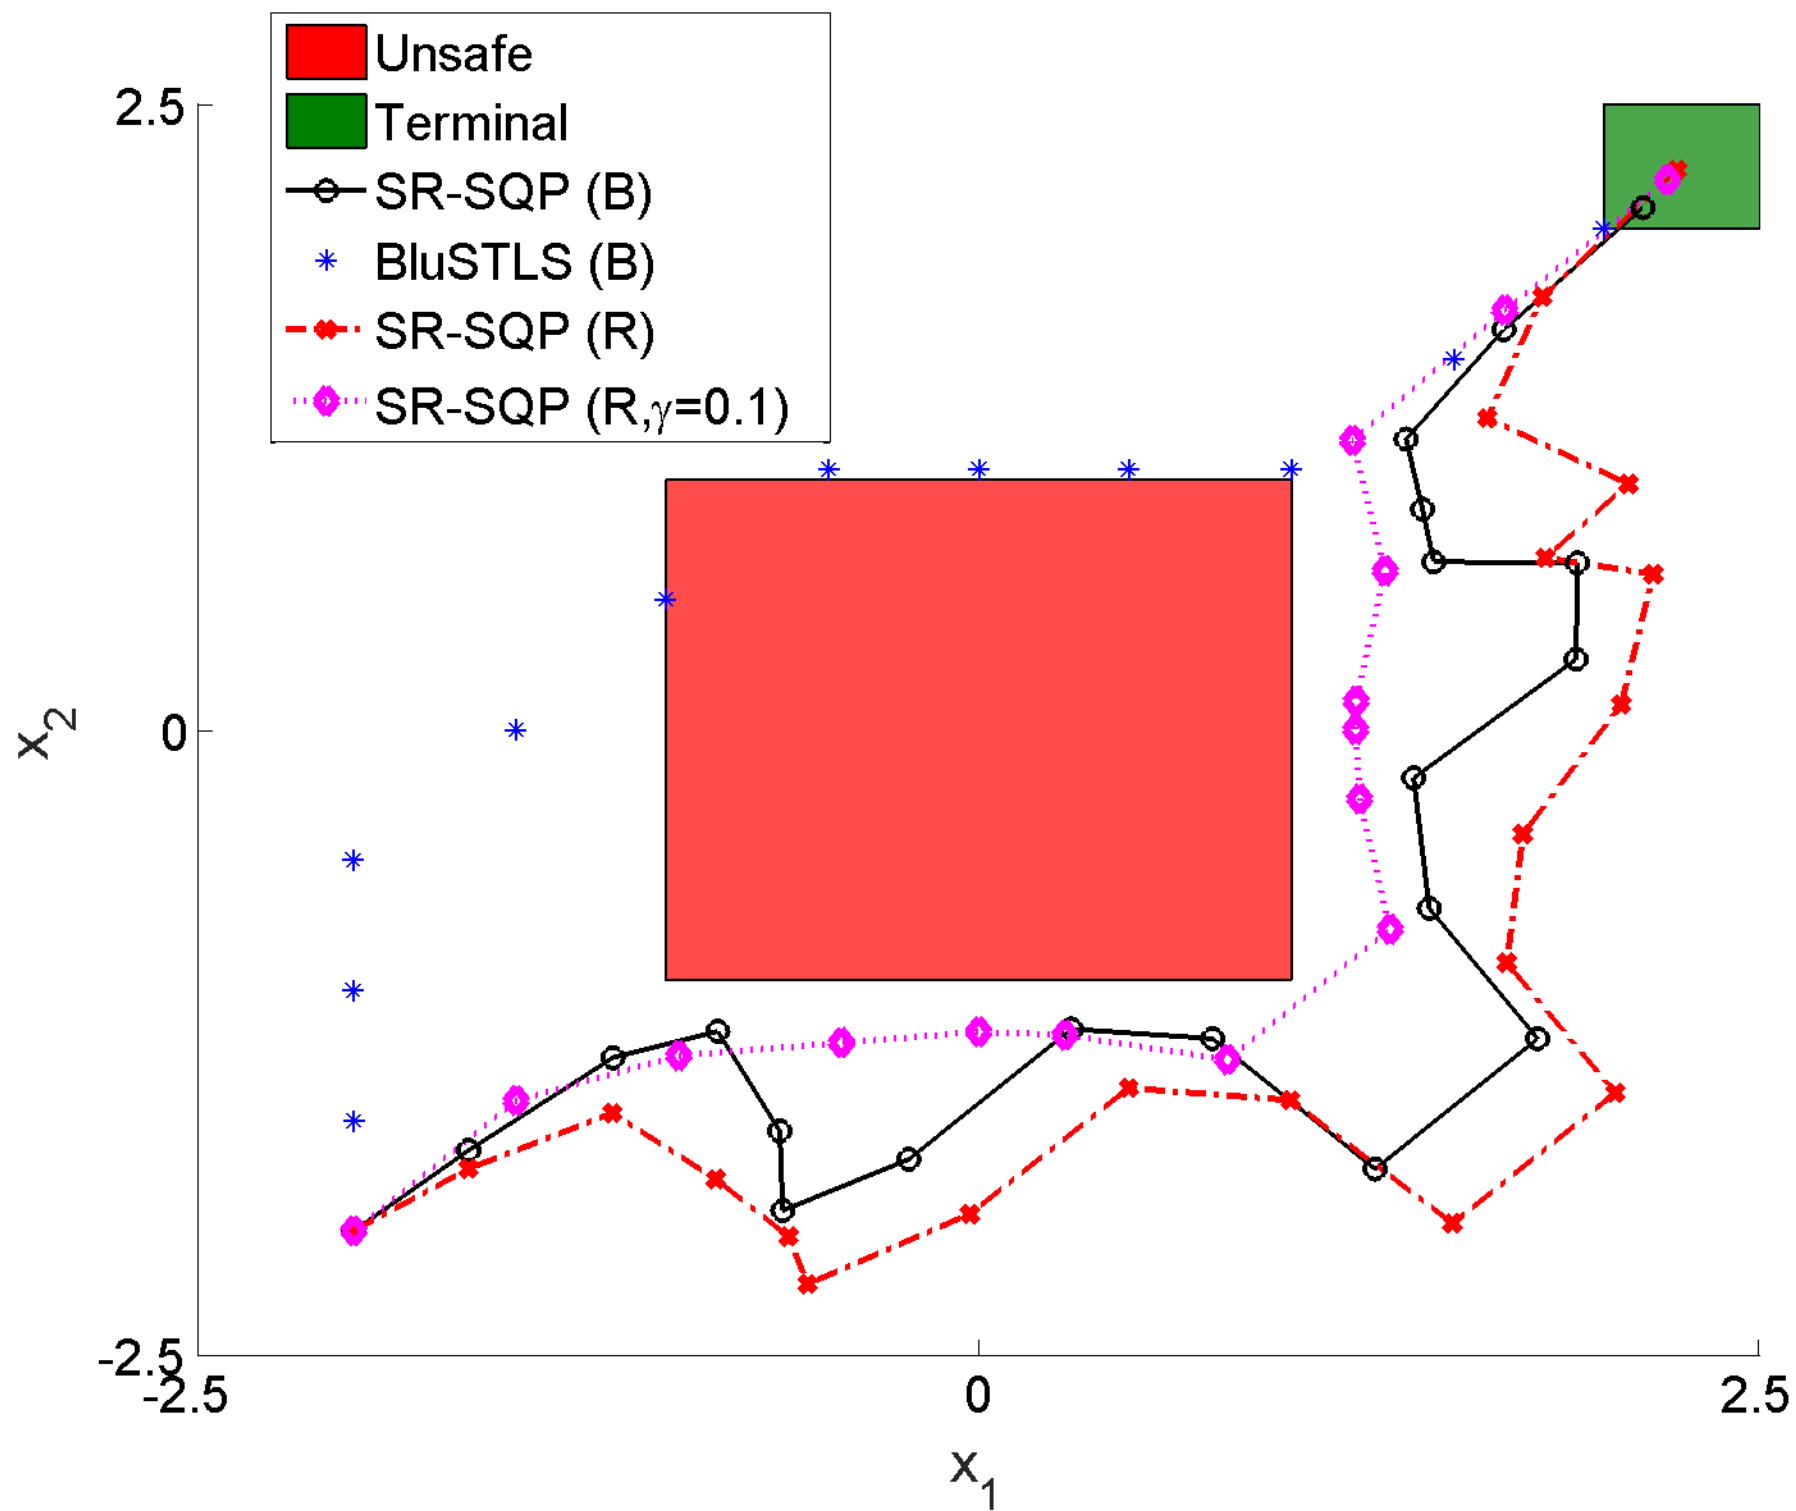 Unsafe
Terminal
SR-SQP (B)
BluSTLS (B)
SR-SQP (R)
SR-SQP (R,γ=0.1)
2.5
0
-2.5
x₂
-2.5
0
2.5
x₁